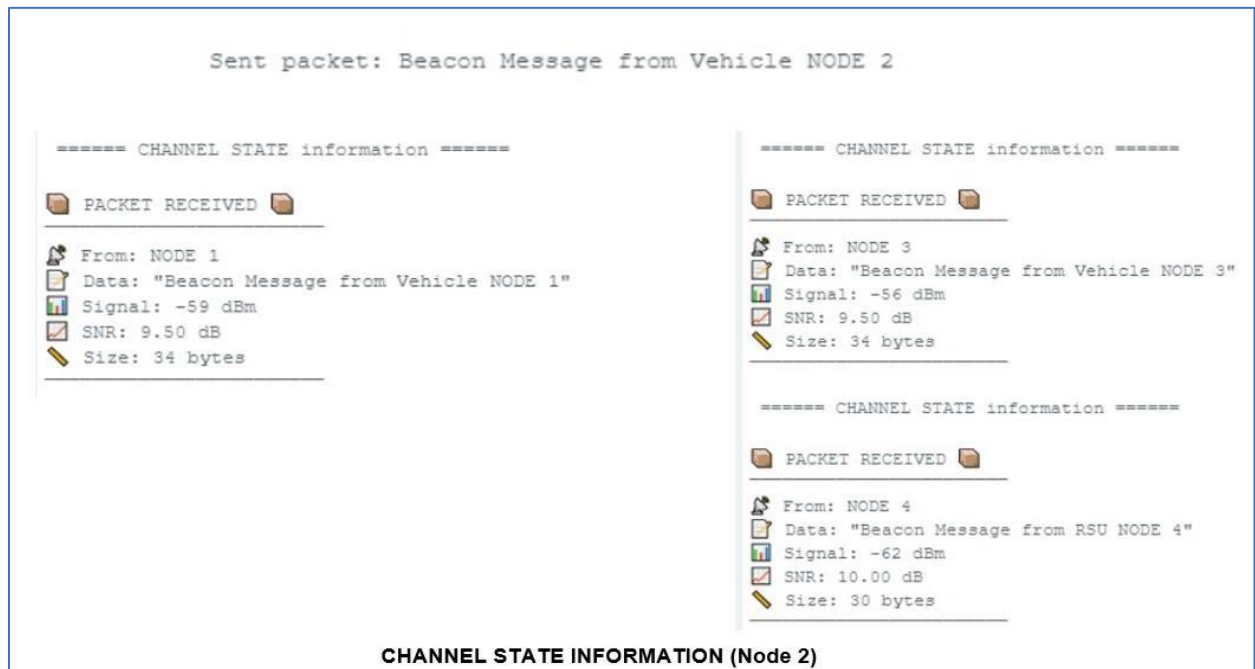 Sent packet: Beacon Message from Vehicle NODE 2
====== CHANNEL STATE information ======
PACKET RECEIVED
From: NODE 1
Data: "Beacon Message from Vehicle NODE 1"
Signal: -59 dBm
SNR: 9.50 dB
Size: 34 bytes
====== CHANNEL STATE information ======
PACKET RECEIVED
From: NODE 3
Data: "Beacon Message from Vehicle NODE 3"
Signal: -56 dBm
SNR: 9.50 dB
Size: 34 bytes
====== CHANNEL STATE information ======
PACKET RECEIVED
From: NODE 4
Data: "Beacon Message from RSU NODE 4"
Signal: -62 dBm
SNR: 10.00 dB
Size: 30 bytes
CHANNEL STATE INFORMATION (Node 2)